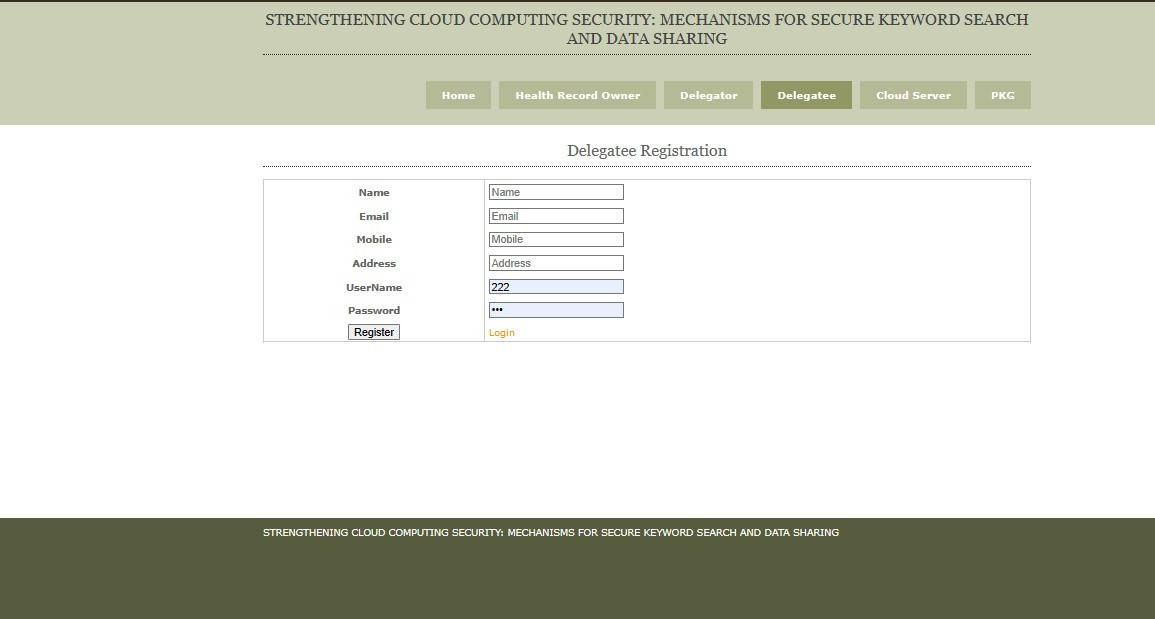 STRENGTHENING CLOUD COMPUTING SECURITY: MECHANISMS FOR SECURE KEYWORD SEARCH
AND DATA SHARING
Home Health Record Owner Delegator Delegatee Cloud Server PKG
Delegatee Registration
Name Name
Email Email
Mobile Mobile
Address Address
UserName 222
Password •••
Register Login
STRENGTHENING CLOUD COMPUTING SECURITY: MECHANISMS FOR SECURE KEYWORD SEARCH AND DATA SHARING